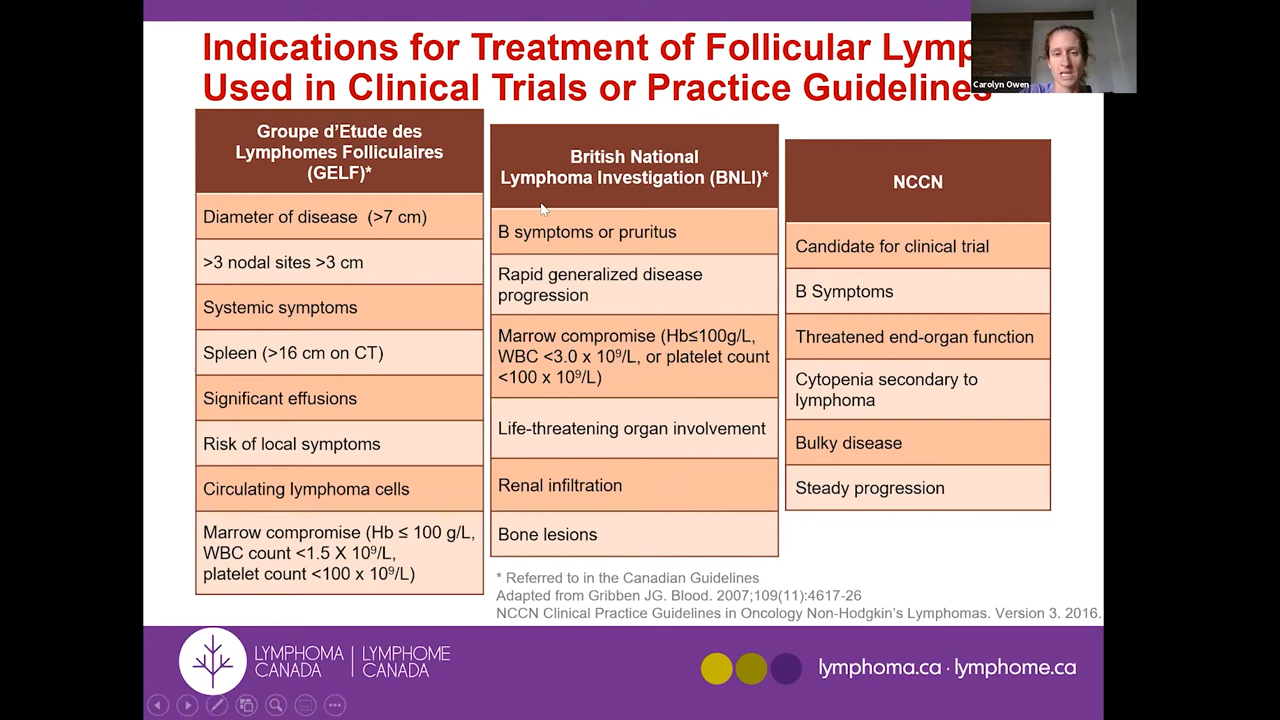 Indications for Treatment of Follicular Lymp
Used in Clinical Trials or Practice Guidelines
Carolyn Owen
Groupe d'Etude des
Lymphomes Folliculaires
(GELF)*
Diameter of disease (>7 cm)
>3 nodal sites >3 cm
Systemic symptoms
Spleen (>16 cm on CT)
Significant effusions
Risk of local symptoms
Circulating lymphoma cells
Marrow compromise (Hb ≤ 100 g/L,
WBC count <1.5 X 10⁹/L,
platelet count <100 x 10⁹/L)
British National
Lymphoma Investigation (BNLI)*
B symptoms or pruritus
Rapid generalized disease
progression
Marrow compromise (Hb≤100g/L,
WBC <3.0 x 10⁹/L, or platelet count
<100 x 10⁹/L)
Life-threatening organ involvement
Renal infiltration
Bone lesions
NCCN
Candidate for clinical trial
B Symptoms
Threatened end-organ function
Cytopenia secondary to
lymphoma
Bulky disease
Steady progression
* Referred to in the Canadian Guidelines
Adapted from Gribben JG. Blood. 2007;109(11):4617-26
NCCN Clinical Practice Guidelines in Oncology Non-Hodgkin's Lymphomas. Version 3. 2016.
LYMPHOMA
CANADA
LYMPHOME
CANADA
lymphoma.ca · lymphome.ca